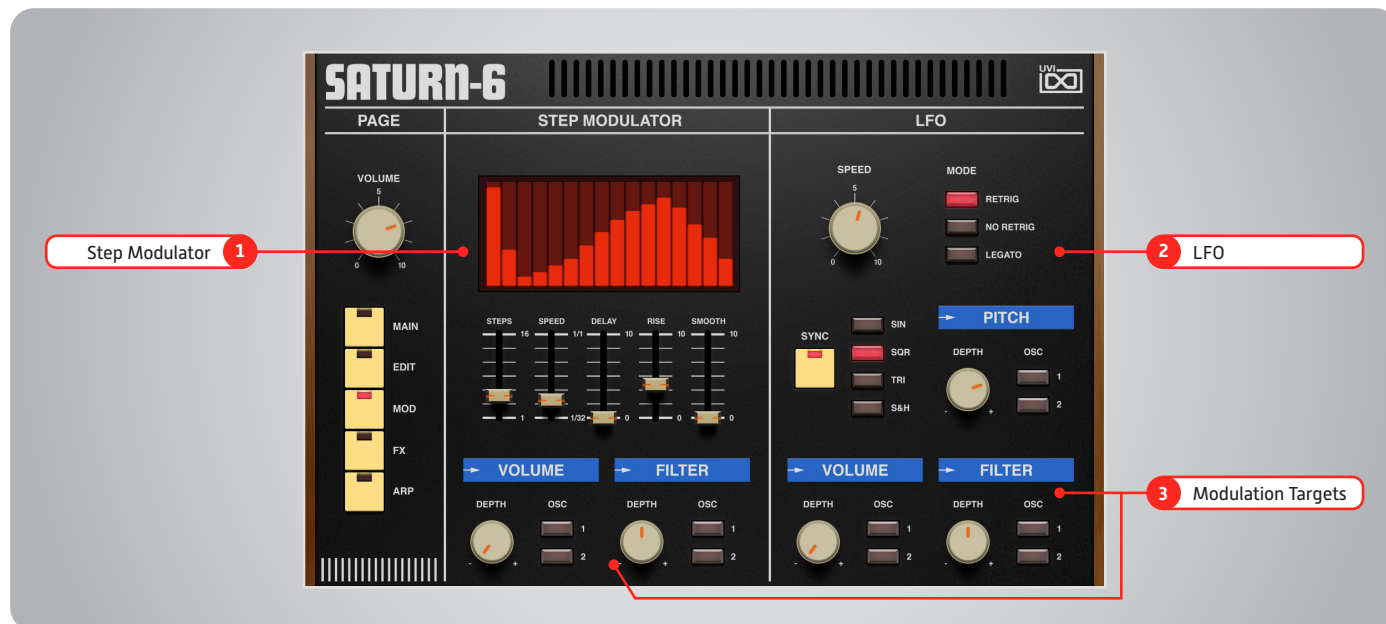 SATURN-6
UVI
PAGE
STEP MODULATOR
LFO
VOLUME
5
0 10
MAIN
EDIT
MOD
FX
ARP
Step Modulator 1
STEPS SPEED DELAY RISE SMOOTH
16 1/1 10 10 10
1 1/32 0 0 0
VOLUME
DEPTH OSC
1
2
- +
FILTER
DEPTH OSC
1
2
- +
SPEED
5
0 10
MODE
RETRIG
NO RETRIG
LEGATO
2 LFO
SYNC
SIN
SQR
TRI
S&H
PITCH
DEPTH OSC
1
2
- +
VOLUME
DEPTH OSC
1
2
- +
FILTER
DEPTH OSC
1
2
- +
3 Modulation Targets